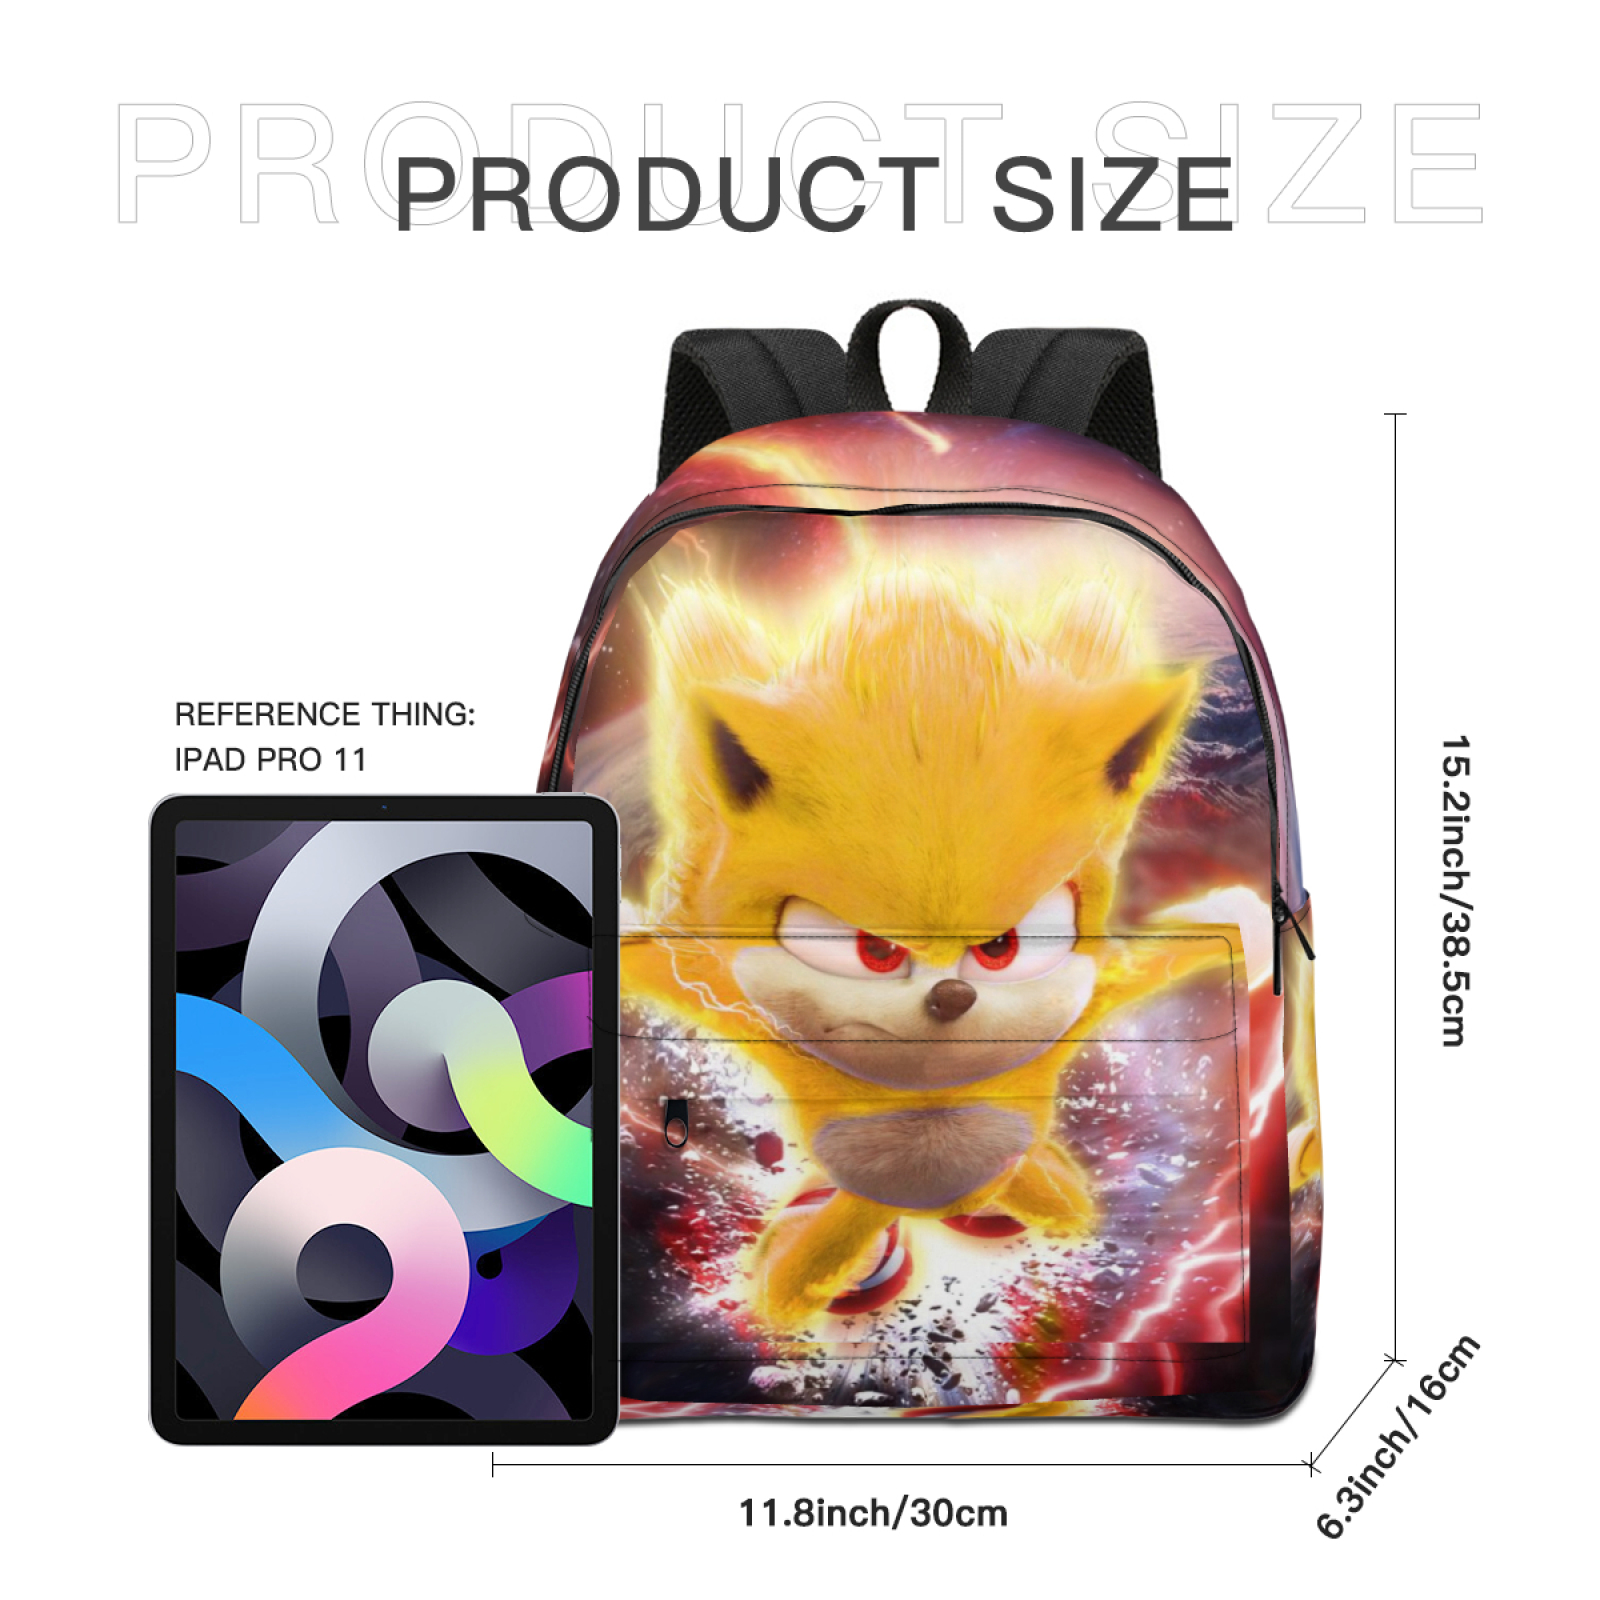 PRODUCT SIZE
PRODUCT SIZE
REFERENCE THING:
IPAD PRO 11
15.2inch/38.5cm
6.3inch/16cm
11.8inch/30cm